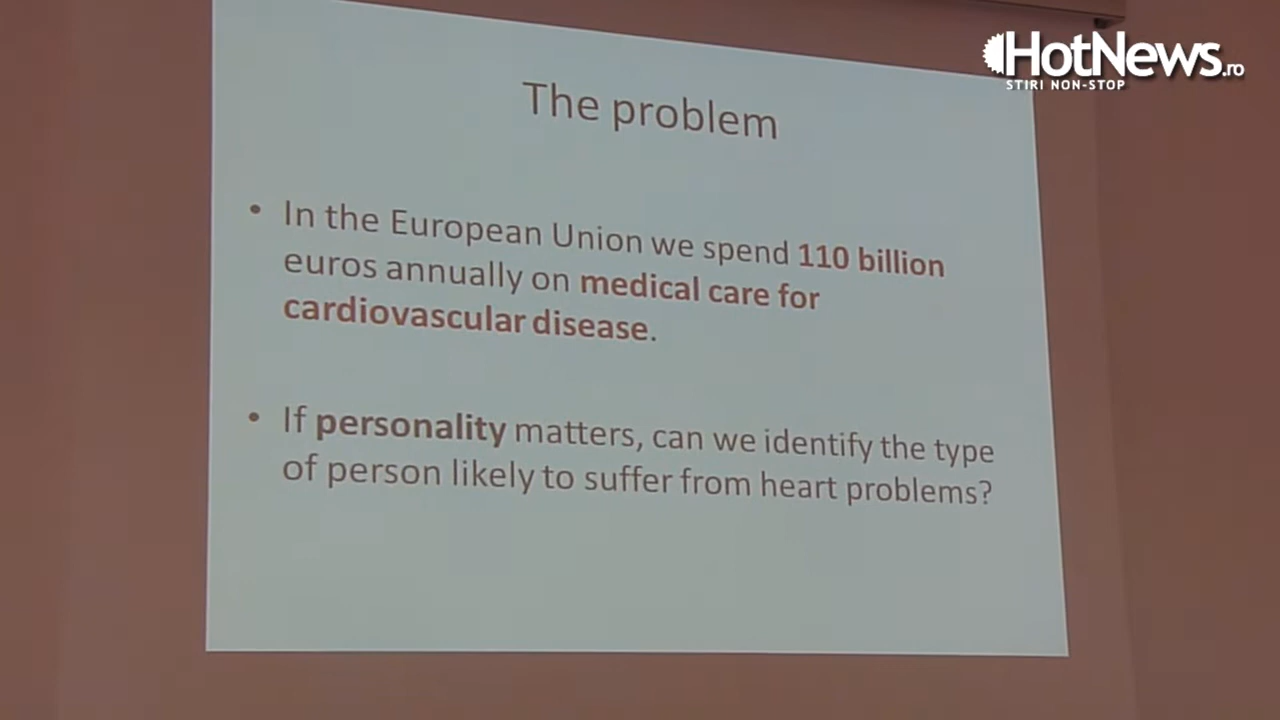 HotNews.ro
STIRI NON-STOP
The problem
• In the European Union we spend 110 billion
euros annually on medical care for
cardiovascular disease.
• If personality matters, can we identify the type
of person likely to suffer from heart problems?